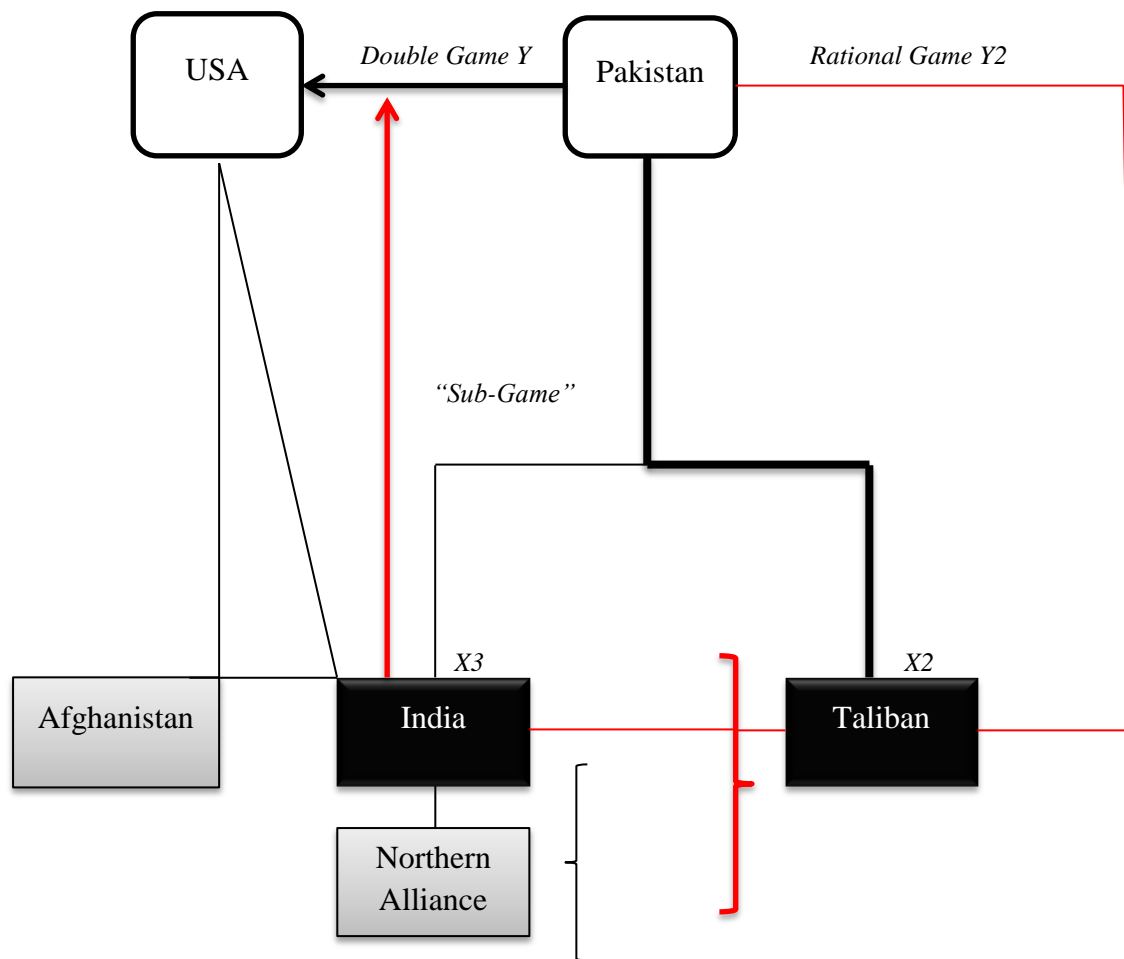 USA
Double Game Y
Pakistan
Rational Game Y2
“Sub-Game”
X3
X2
Afghanistan
India
Taliban
Northern
Alliance